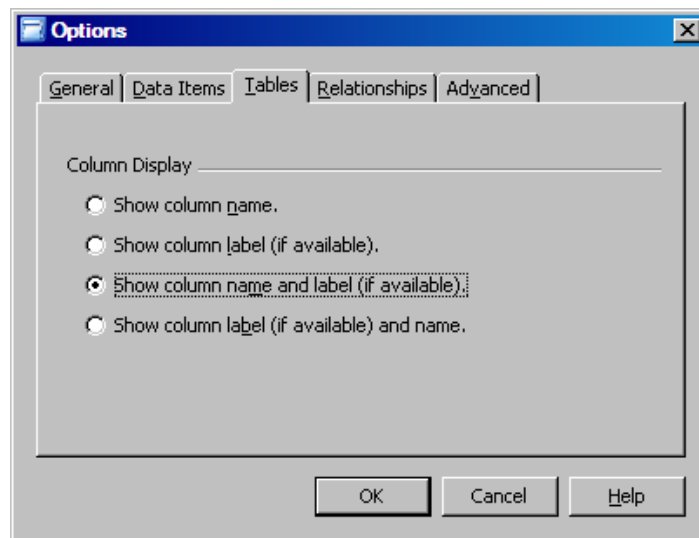 Options
General Data Items Tables Relationships Advanced
Column Display
Show column name.
Show column label (if available).
Show column name and label (if available).
Show column label (if available) and name.
OK Cancel Help